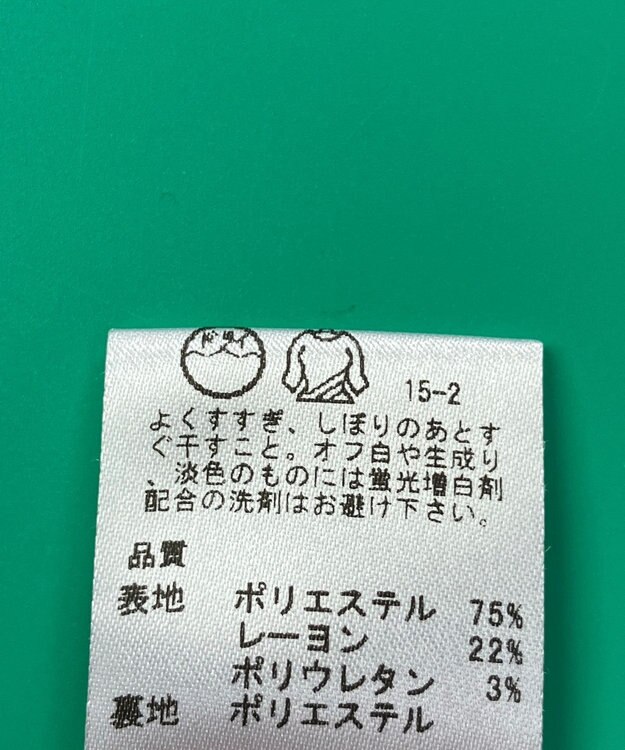 ドライ
15-2
よくすすぎ、しぼりのあとす
ぐ干すこと。オフ白や生成り
、淡色のものには蛍光増白剤
配合の洗剤はお避け下さい。
品質
表地 ポリエステル 75%
レーヨン 22%
ポリウレタン 3%
裏地 ポリエステル